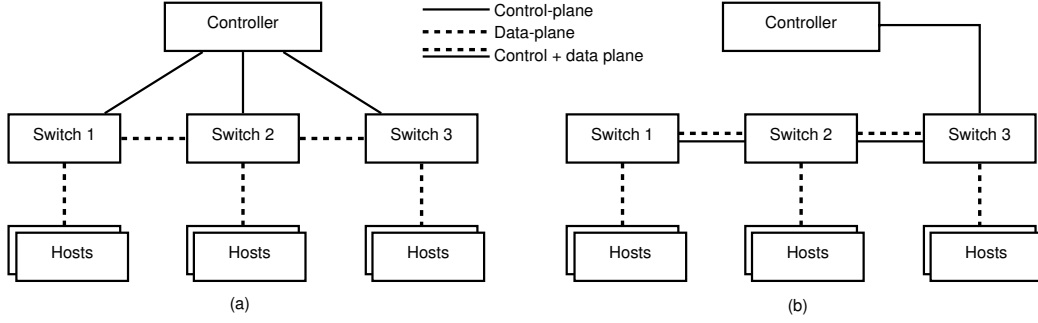 Controller
Control-plane
Data-plane
Control + data plane
Controller
Switch 1
Switch 2
Switch 3
Switch 1
Switch 2
Switch 3
Hosts
Hosts
Hosts
Hosts
Hosts
Hosts
(a)
(b)